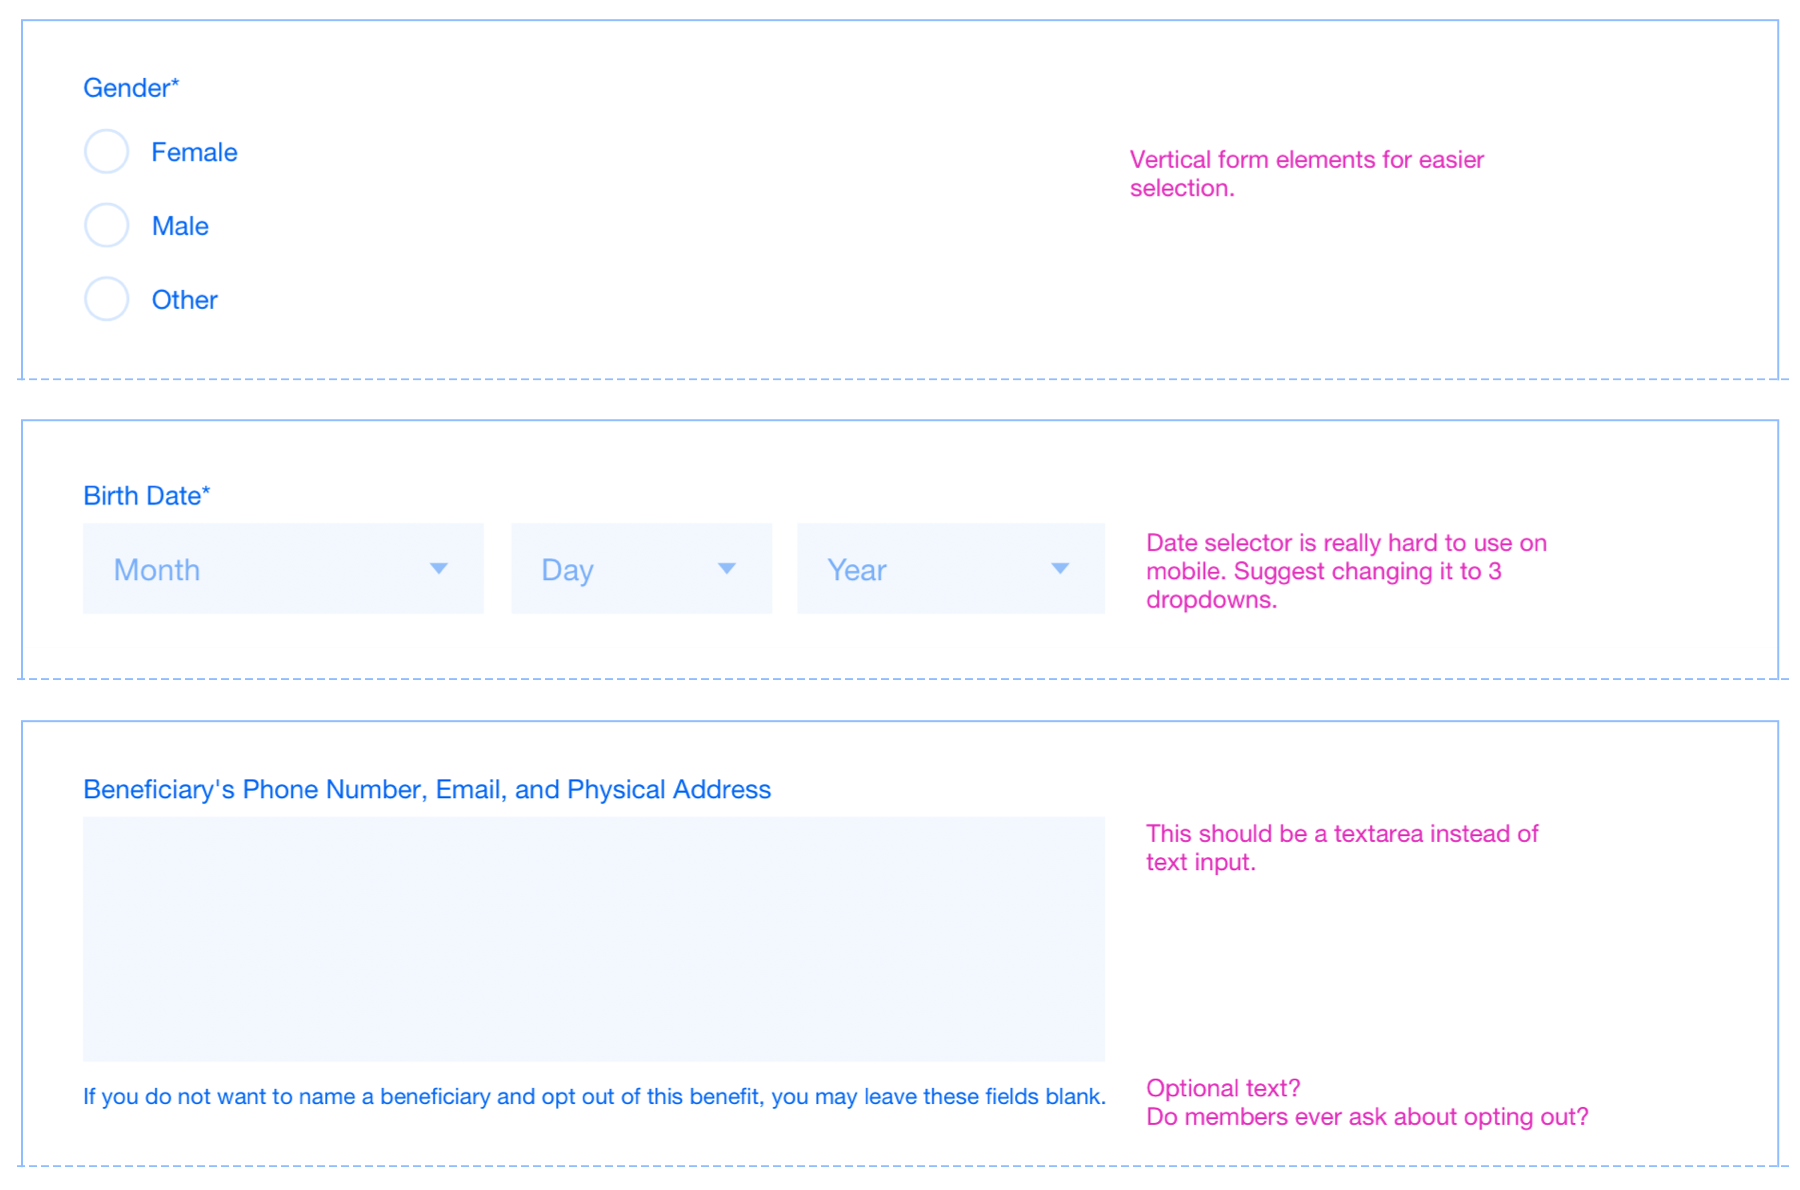 Gender*
Female
Male
Other
Vertical form elements for easier
selection.
Birth Date*
Month
Day
Year
Date selector is really hard to use on
mobile. Suggest changing it to 3
dropdowns.
Beneficiary's Phone Number, Email, and Physical Address
This should be a textarea instead of
text input.
If you do not want to name a beneficiary and opt out of this benefit, you may leave these fields blank.
Optional text?
Do members ever ask about opting out?